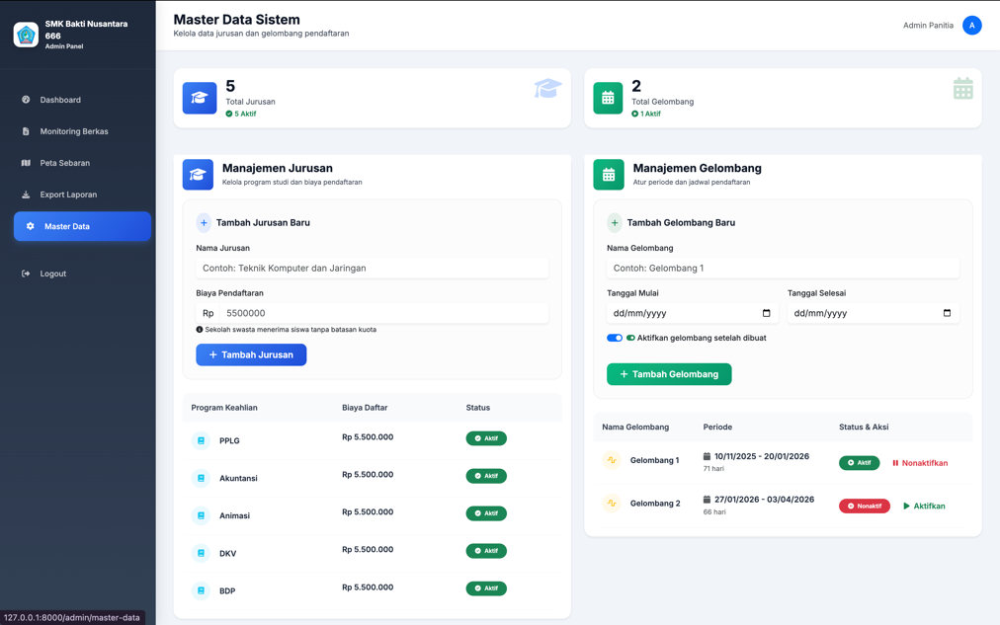 SMK Bakti Nusantara
666
Admin Panel
Dashboard
Monitoring Berkas
Peta Sebaran
Export Laporan
Master Data
Logout
Master Data Sistem
Kelola data jurusan dan gelombang pendaftaran
Admin Panitia
A
5
Total Jurusan
5 Aktif
2
Total Gelombang
1 Aktif
Manajemen Jurusan
Kelola program studi dan biaya pendaftaran
Tambah Jurusan Baru
Nama Jurusan
Contoh: Teknik Komputer dan Jaringan
Biaya Pendaftaran
Rp 5500000
Sekolah swasta menerima siswa tanpa batasan kuota
+ Tambah Jurusan
Program Keahlian Biaya Daftar Status
PPLG Rp 5.500.000 Aktif
Akuntansi Rp 5.500.000 Aktif
Animasi Rp 5.500.000 Aktif
DKV Rp 5.500.000 Aktif
BDP Rp 5.500.000 Aktif
Manajemen Gelombang
Atur periode dan jadwal pendaftaran
Tambah Gelombang Baru
Nama Gelombang
Contoh: Gelombang 1
Tanggal Mulai Tanggal Selesai
dd/mm/yyyy dd/mm/yyyy
Aktifkan gelombang setelah dibuat
+ Tambah Gelombang
Nama Gelombang Periode Status & Aksi
Gelombang 1 10/11/2025 - 20/01/2026 Aktif Nonaktifkan
71 hari
Gelombang 2 27/01/2026 - 03/04/2026 Nonaktif Aktifkan
66 hari
127.0.0.1:8000/admin/master-data